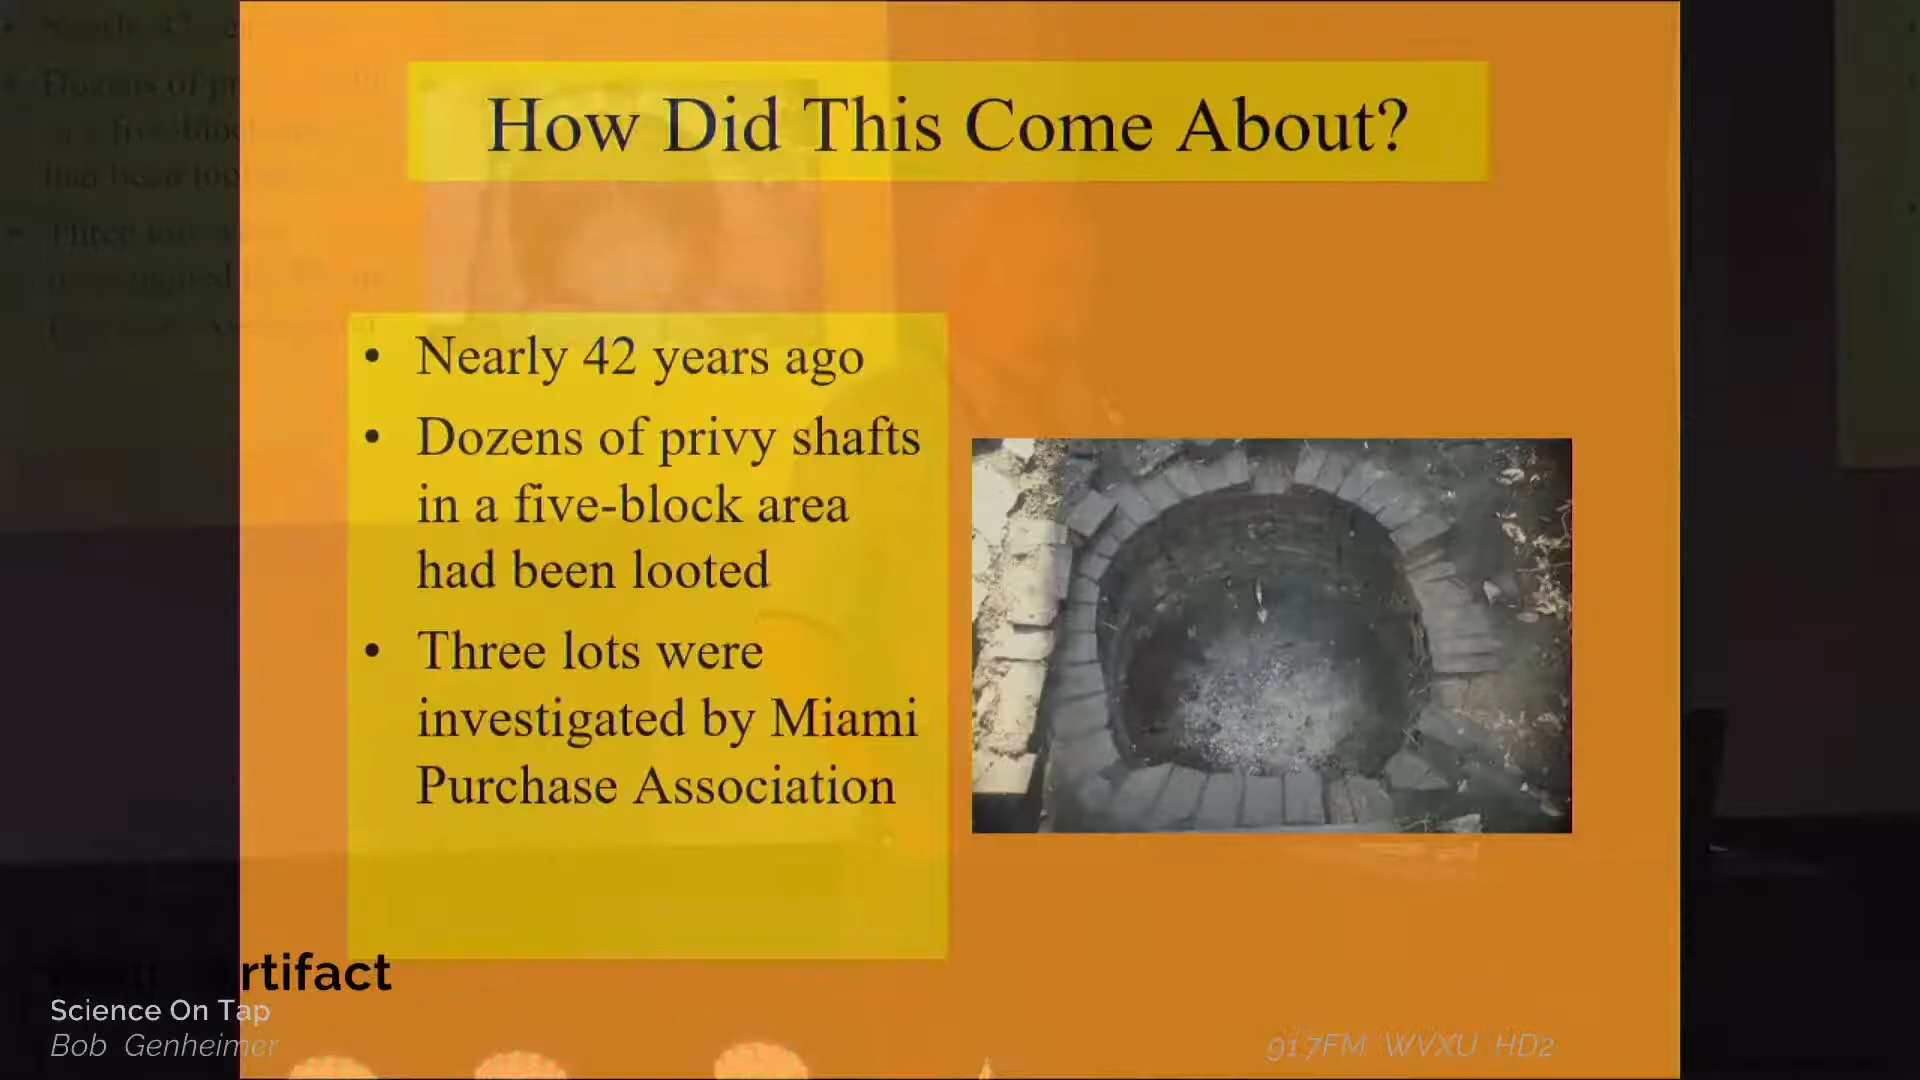 How Did This Come About?
• Nearly 42 years ago
• Dozens of privy shafts
in a five-block area
had been looted
• Three lots were
investigated by Miami
Purchase Association
rtifact
Science On Tap
Bob Genheimer
91.7FM WVXU HD2